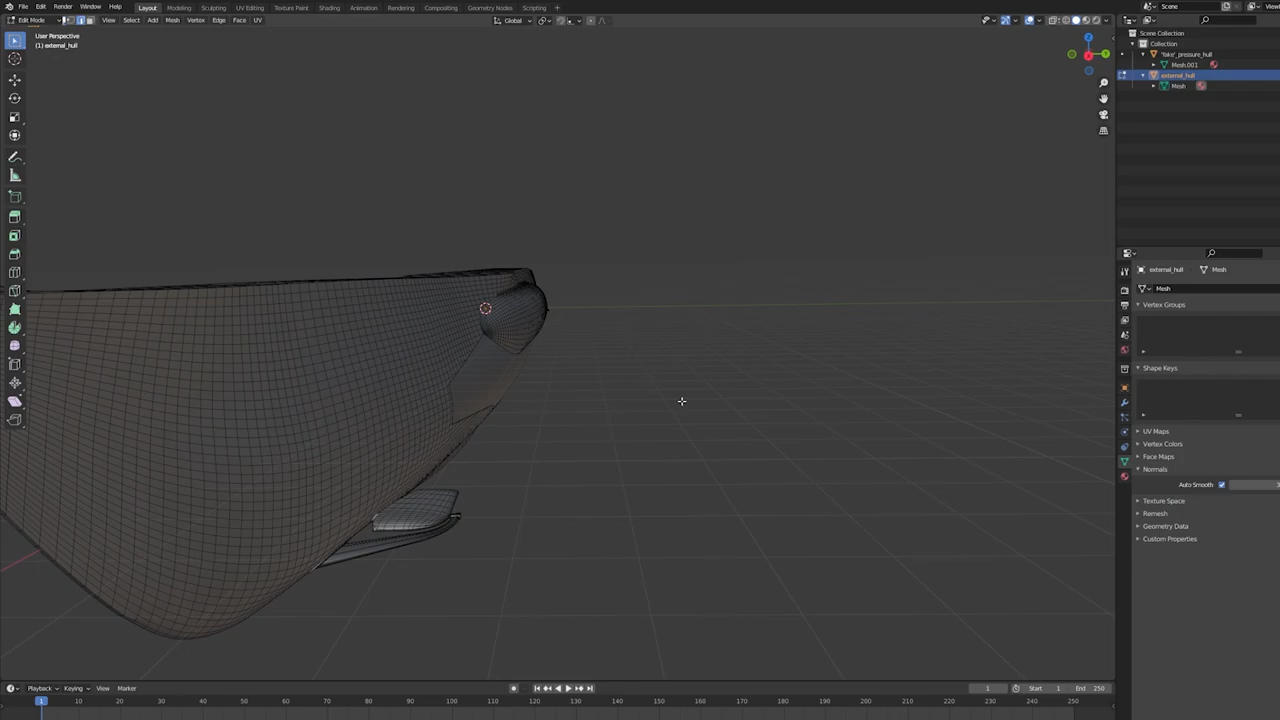 File Edit Render Window Help Layout Modeling Sculpting UV Editing Texture Paint Shading Animation Rendering Compositing Geometry Nodes Scripting Scene
Edit Mode View Select Add Mesh Vertex Edge Face UV Global
User Perspective
(1) external_hull
Scene Collection
Collection
'fake'_pressure_hull
Mesh.001
external_hull
Mesh
external_hull Mesh
Mesh
Vertex Groups
Shape Keys
UV Maps
Vertex Colors
Face Maps
Normals
Auto Smooth
Texture Space
Remesh
Geometry Data
Custom Properties
Playback Keying View Marker 1 Start 1 End 250
1 10 20 30 40 50 60 70 80 90 100 110 120 130 140 150 160 170 180 190 200 210 220 230 240 250